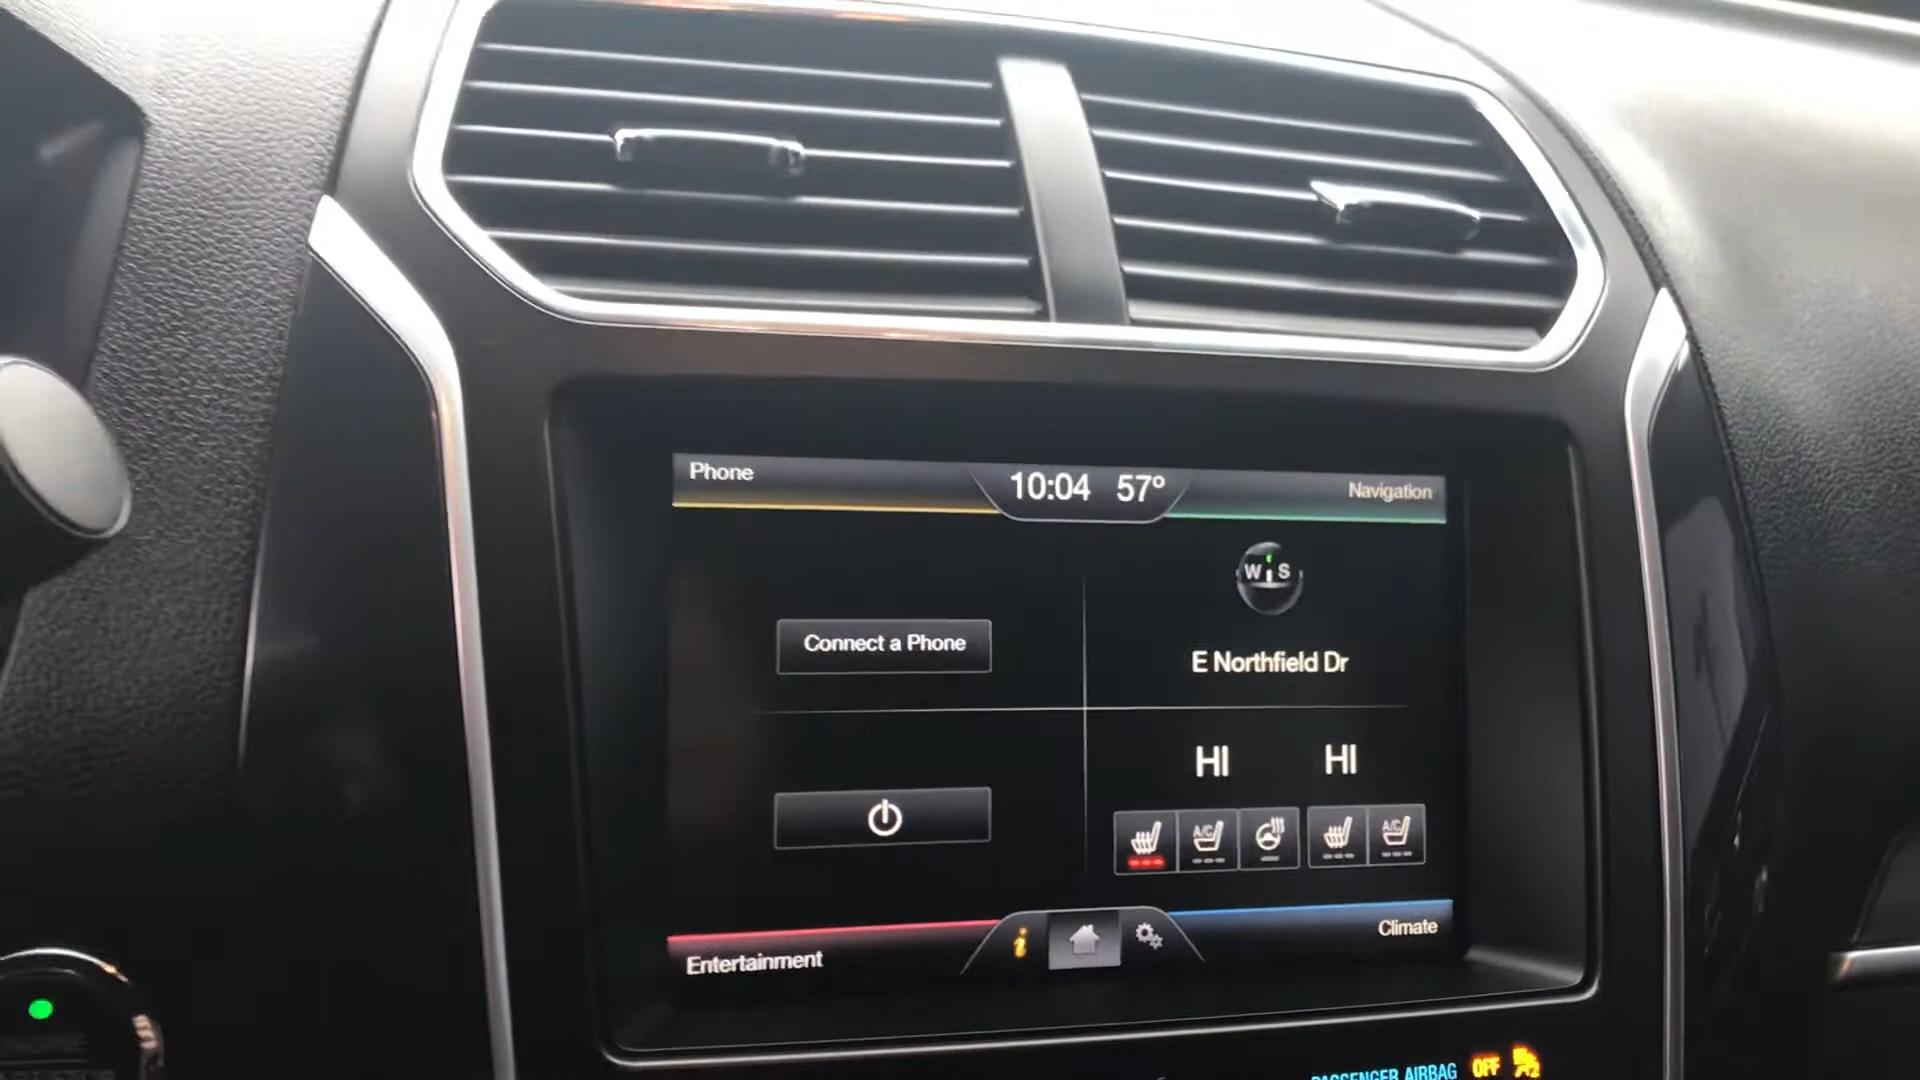 Phone
10:04 57°
Navigation
W S
Connect a Phone
E Northfield Dr
HI HI
A/C
A/C
Entertainment
i
Climate
PASSENGER AIRBAG OFF